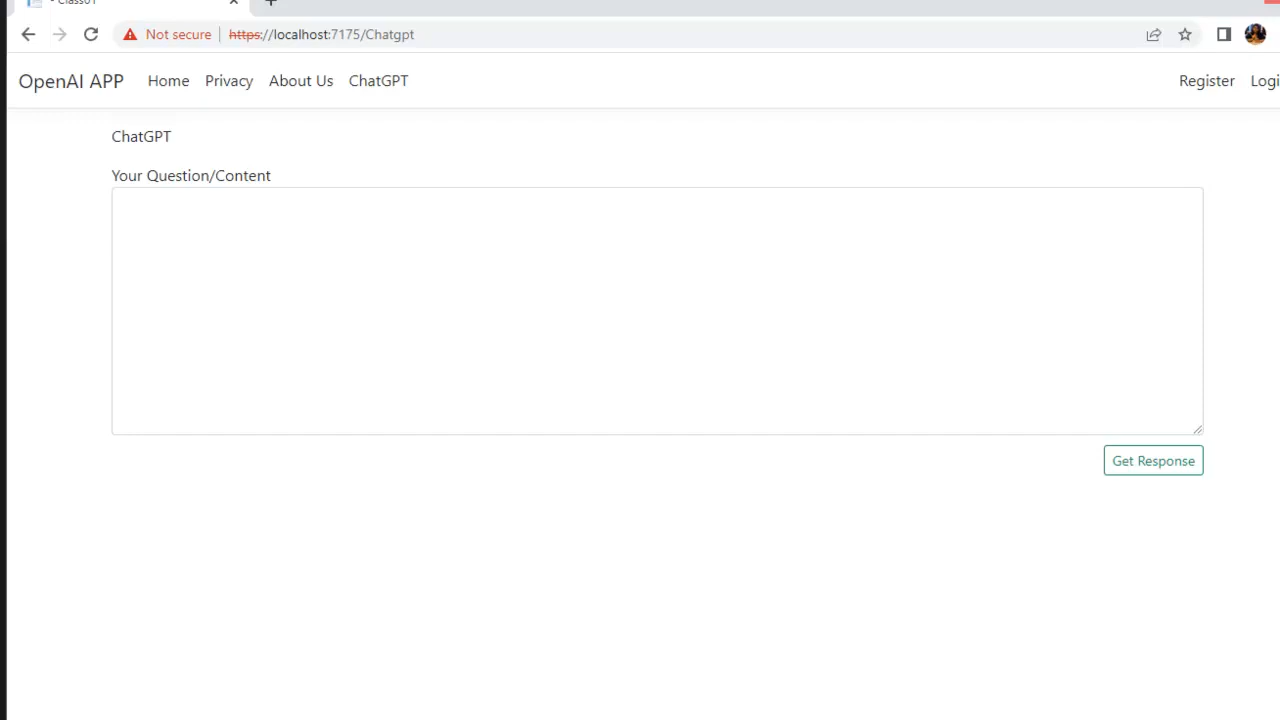 - Class01
Not secure https://localhost:7175/Chatgpt
OpenAI APP Home Privacy About Us ChatGPT Register
ChatGPT
Your Question/Content
Get Response